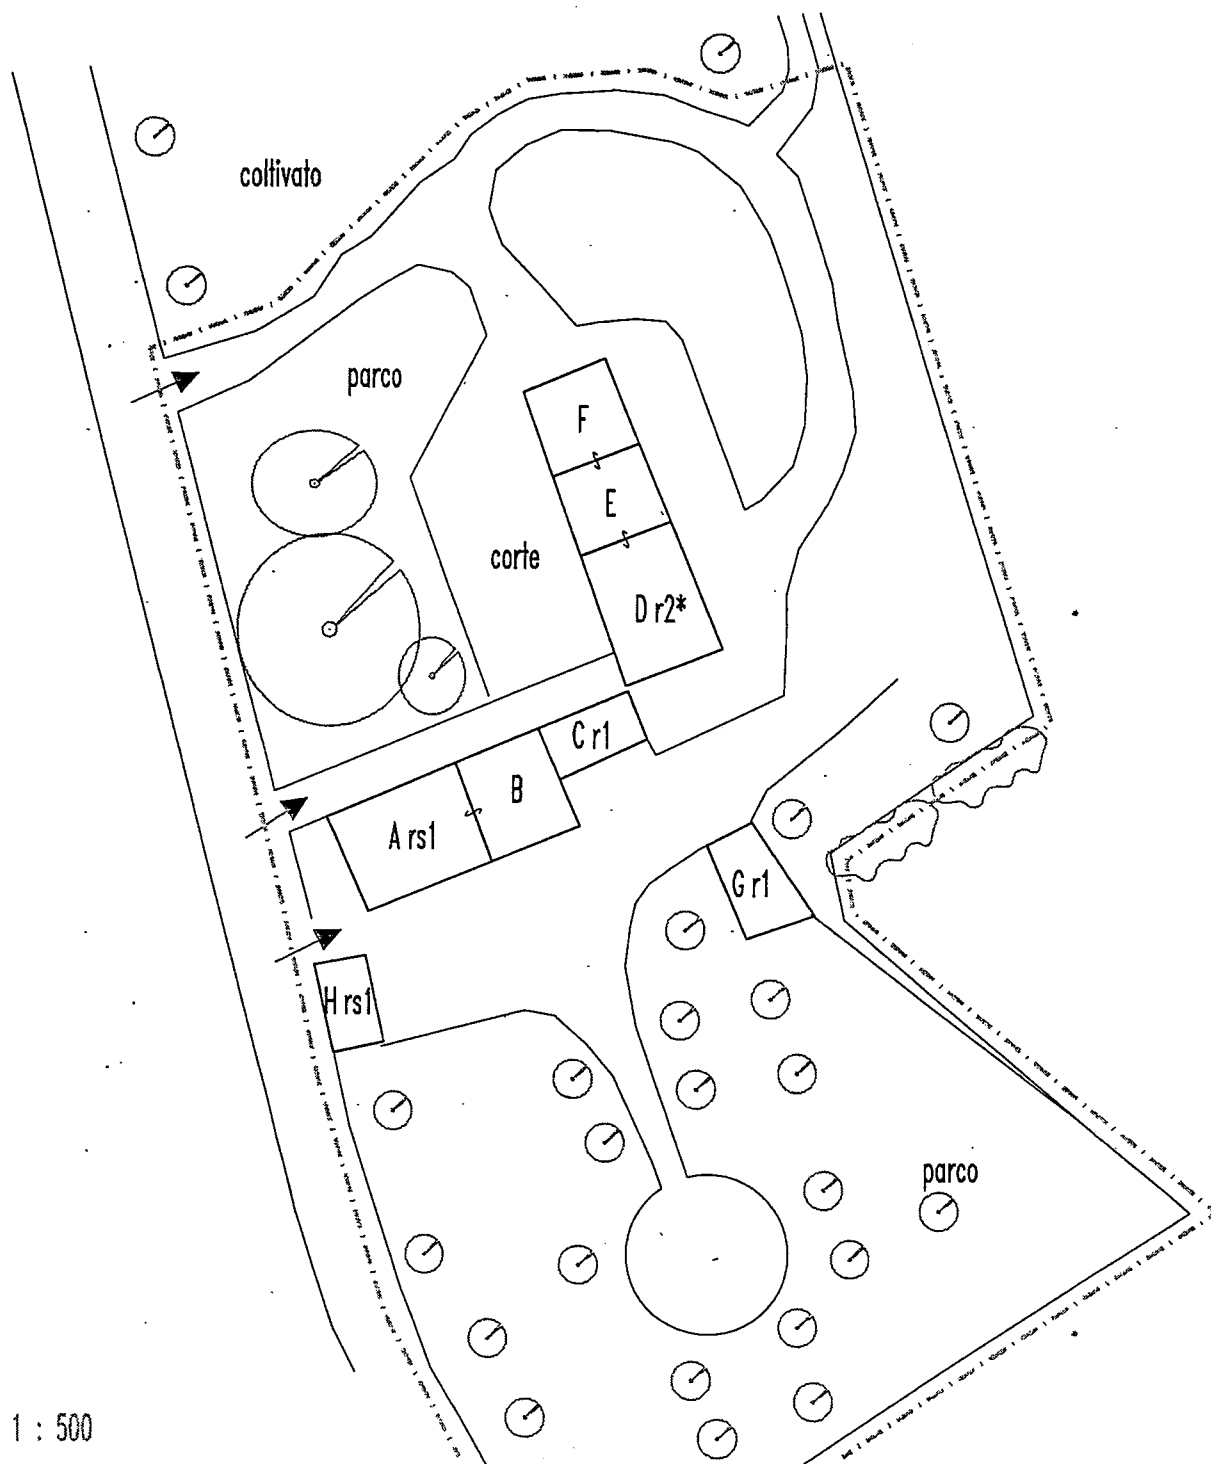 coltivato
parco
F
E
corte
D r2*
C r1
B
A rs1
G r1
H rs1
parco
1 : 500